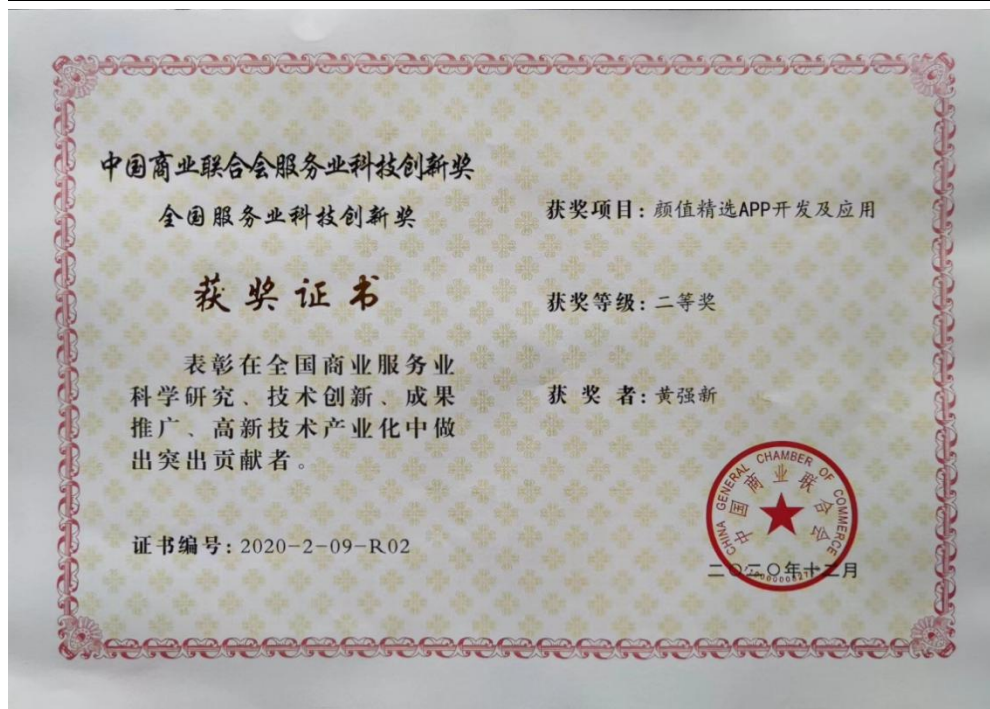 中国商业联合会服务业科技创新奖
全国服务业科技创新奖
获奖证书
表彰在全国商业服务业
科学研究、技术创新、成果
推广、高新技术产业化中做
出突出贡献者。
证书编号:2020-2-09-R02
获奖项目:颜值精选APP开发及应用
获奖等级:二等奖
获奖者:黄强新
CHINA GENERAL CHAMBER OF COMMERCE
中国商业联合会
二〇二〇年十二月